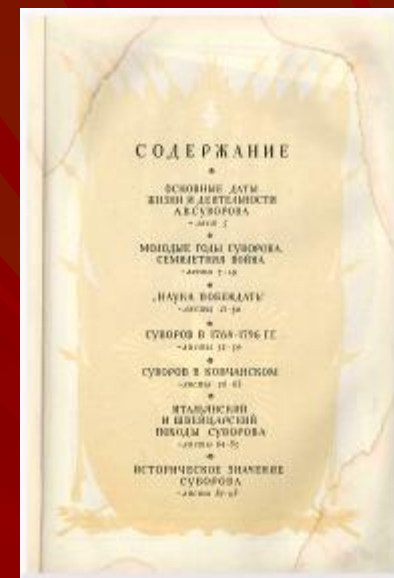 СОДЕРЖАНИЕ
ОСНОВНЫЕ ДАТЫ
ЖИЗНИ И ДЕЯТЕЛЬНОСТИ
А.В.СУВОРОВА
МОЛОДЫЕ ГОДЫ СУВОРОВА.
СЕМИЛЕТНЯЯ ВОЙНА
„НАУКА ПОБЕЖДАТЬ"
СУВОРОВ В 1768-1796 ГГ.
СУВОРОВ В КОНЧАНСКОМ
ИТАЛЬЯНСКИЙ
И ШВЕЙЦАРСКИЙ
ПОХОДЫ СУВОРОВА
ИСТОРИЧЕСКОЕ ЗНАЧЕНИЕ
СУВОРОВА